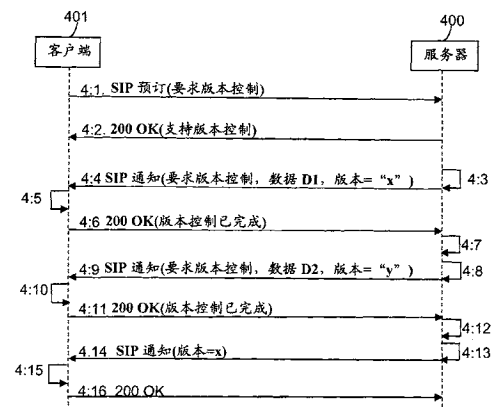 401
400
客户端
服务器
4:1. SIP 预订(要求版本控制)
4:2. 200 OK(支持版本控制)
4:3
4:4 SIP 通知(要求版本控制, 数据 D1, 版本= “x” )
4:5
4:6 200 OK(版本控制已完成)
4:7
4:8
4:9 SIP 通知(要求版本控制, 数据 D2, 版本= “y” )
4:10
4:11 200 OK(版本控制已完成)
4:12
4:13
4.14 SIP 通知(版本=x)
4:15
4:16 200 OK